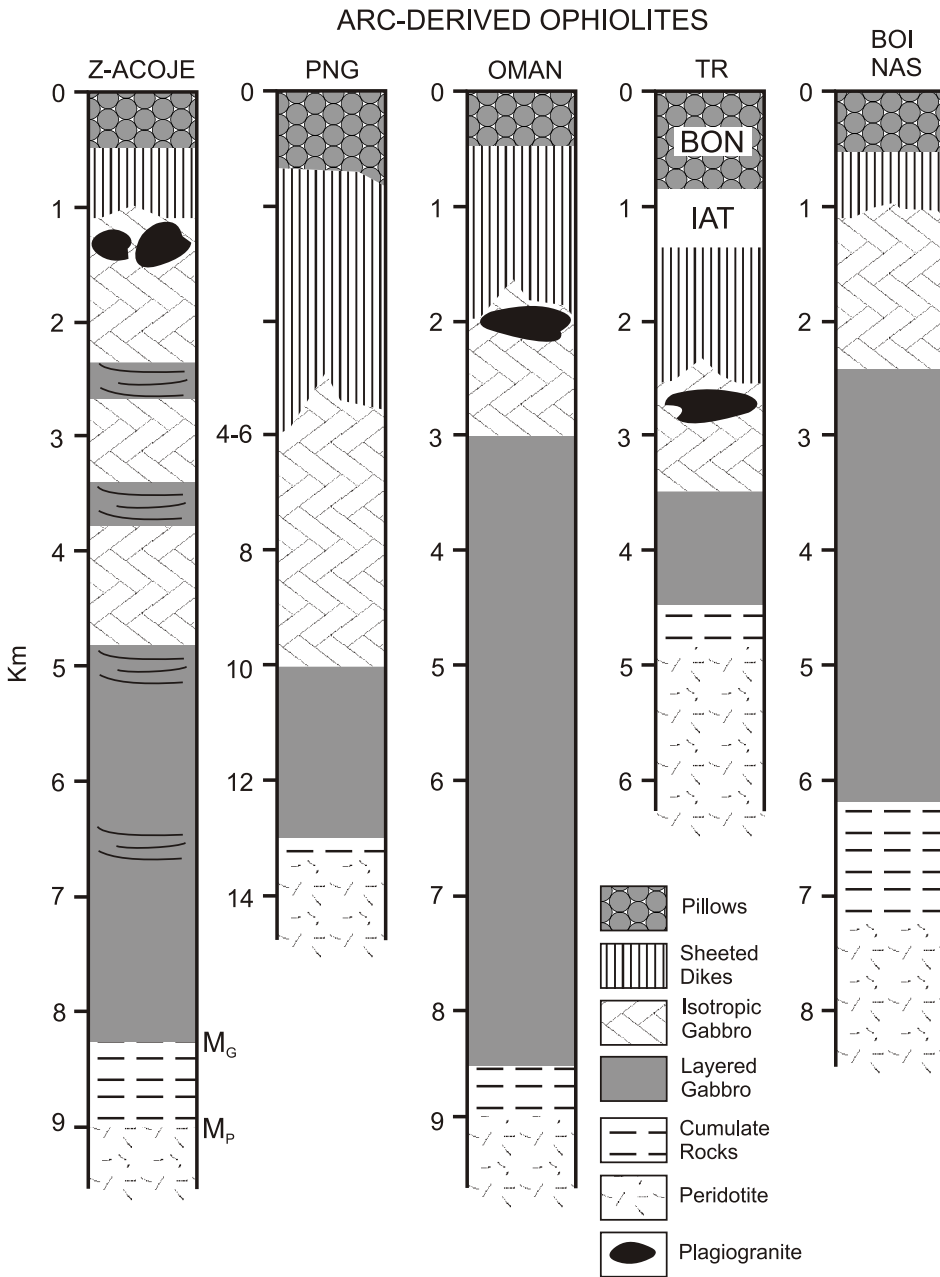 ARC-DERIVED OPHIOLITES
Z-ACOJE
PNG
OMAN
TR
BOI
NAS
Km
0
1
2
3
4
5
6
7
8
9
M_G
M_P
0
4-6
8
10
12
14
0
1
2
3
4
5
6
7
8
9
0
1
2
3
4
5
6
BON
IAT
0
1
2
3
4
5
6
7
8
Pillows
Sheeted
Dikes
Isotropic
Gabbro
Layered
Gabbro
Cumulate
Rocks
Peridotite
Plagiogranite